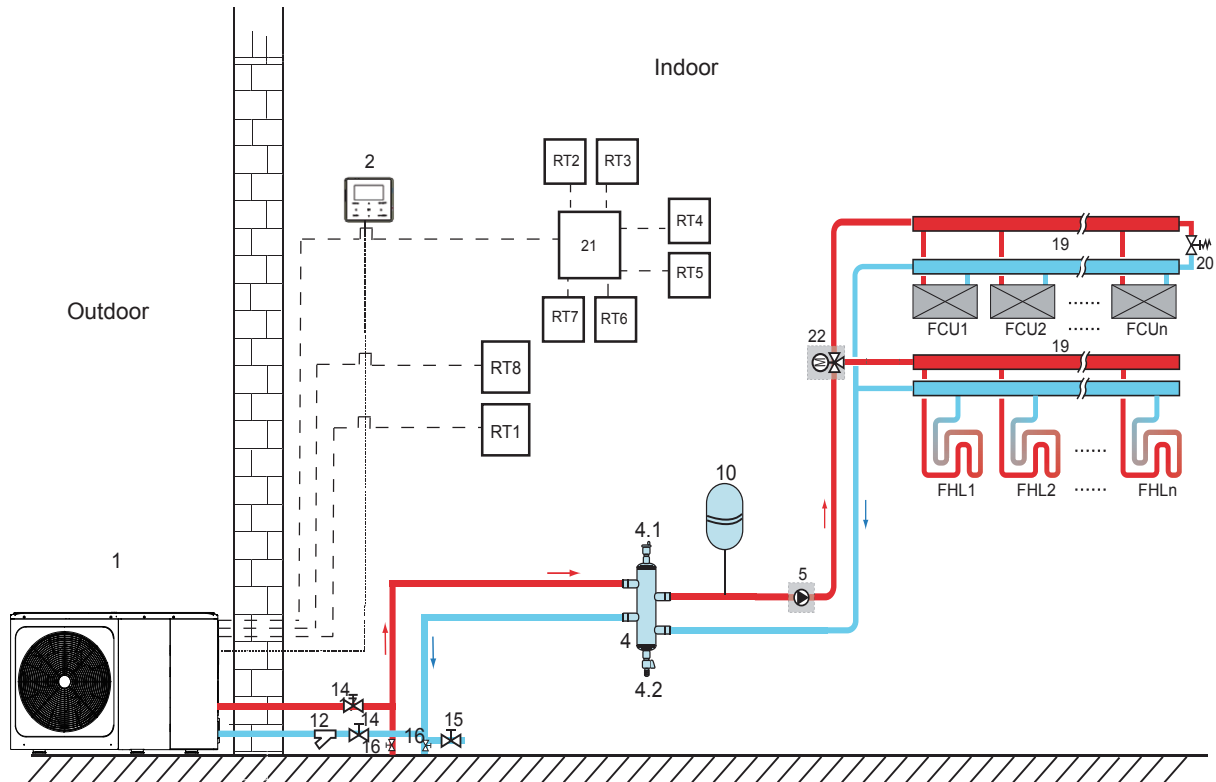 Indoor
Outdoor
2
RT2
RT3
21
RT4
RT5
RT7
RT6
RT8
RT1
19
20
FCU1
FCU2
......
......
FCUn
22
19
FHL1
FHL2
......
......
FHLn
10
4.1
5
4
4.2
1
14
12
14
16
16
15